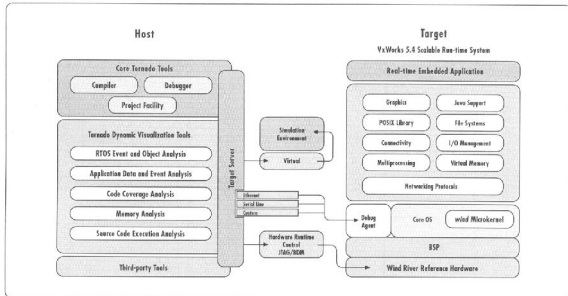 Host
Target
VxWorks 5.4 Scalable Run-time System
Core Tornado Tools
Compiler
Debugger
Project Facility
Tornado Dynamic Visualization Tools
RTOS Event and Object Analysis
Application Data and Event Analysis
Code Coverage Analysis
Memory Analysis
Source Code Execution Analysis
Third-party Tools
Target Server
Simulation
Environment
Virtual
Ethernet
Serial Line
Custom
Hardware Runtime
Control
JTAG/BDM
Real-time Embedded Application
Graphics
Java Support
POSIX Library
File Systems
Connectivity
I/O Management
Multiprocessing
Virtual Memory
Networking Protocols
Debug
Agent
Core OS
wind Microkernel
BSP
Wind River Reference Hardware